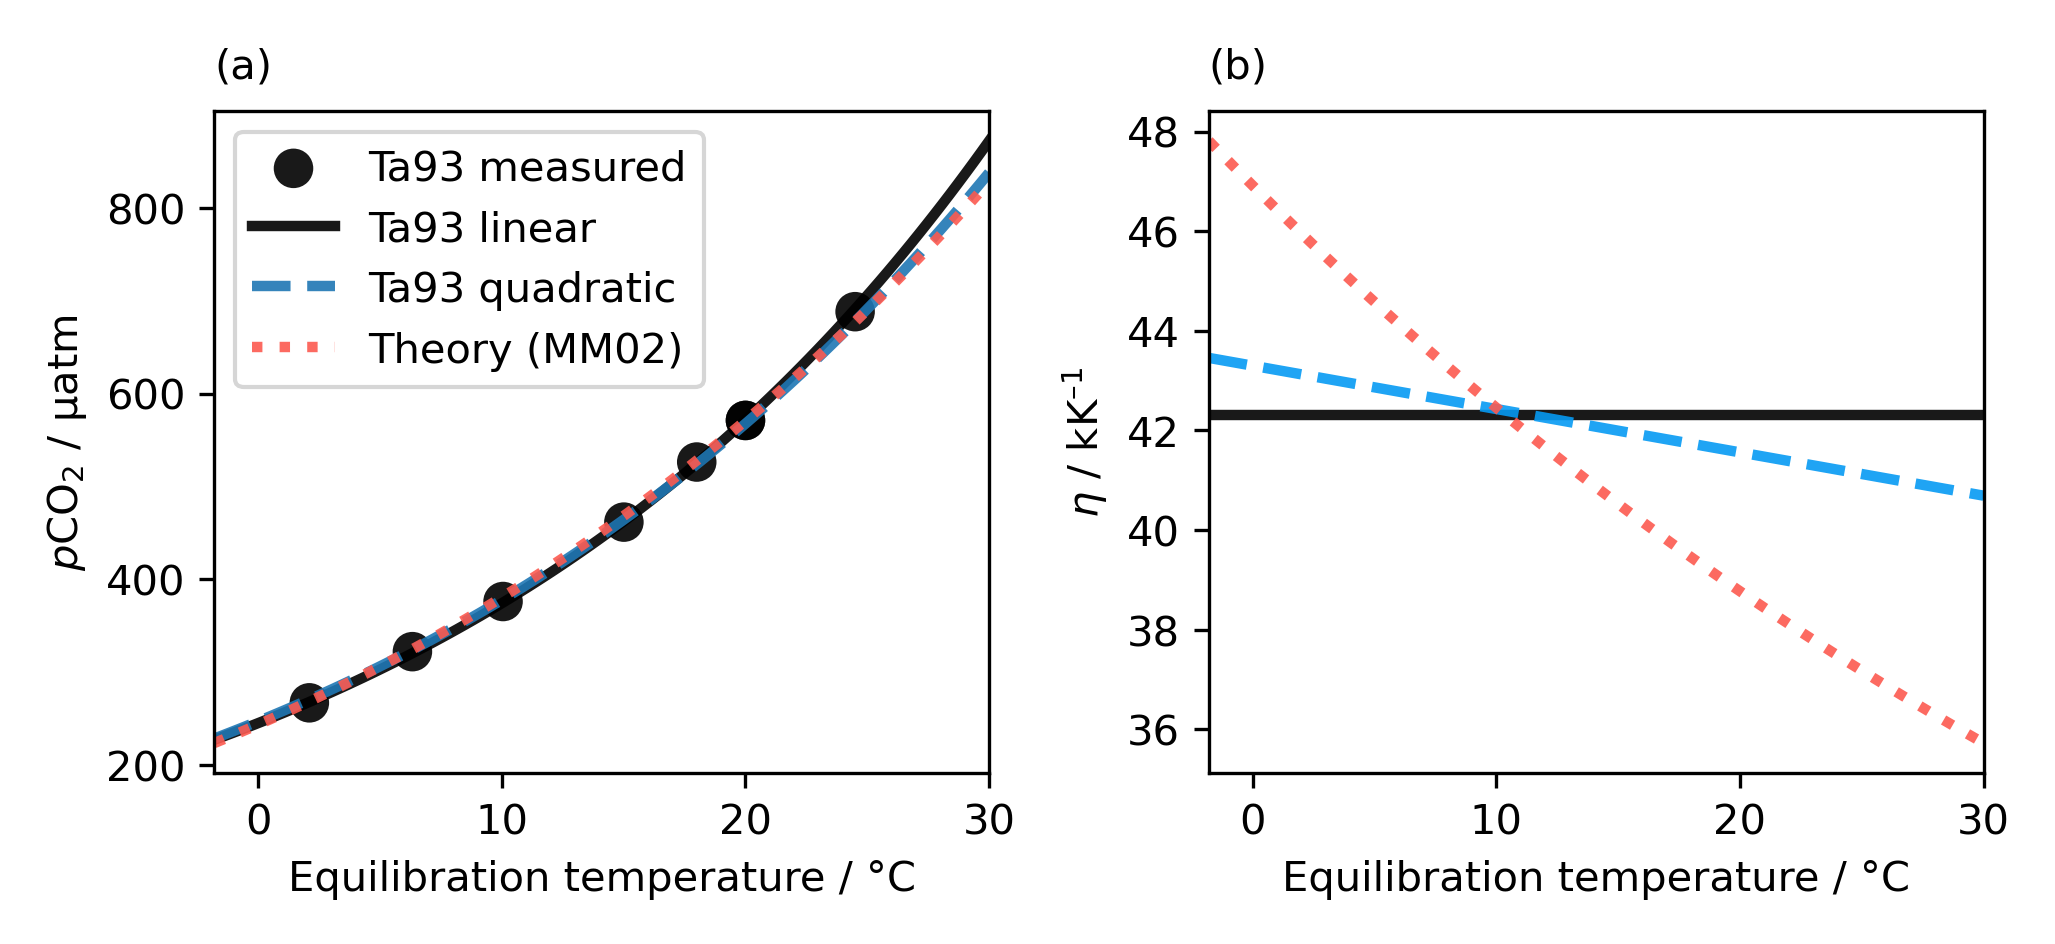 (a)
Ta93 measured
Ta93 linear
Ta93 quadratic
Theory (MM02)
800
600
400
200
pCO₂ / µatm
0 10 20 30
Equilibration temperature / °C
(b)
48
46
44
42
40
38
36
η / kK⁻¹
0 10 20 30
Equilibration temperature / °C